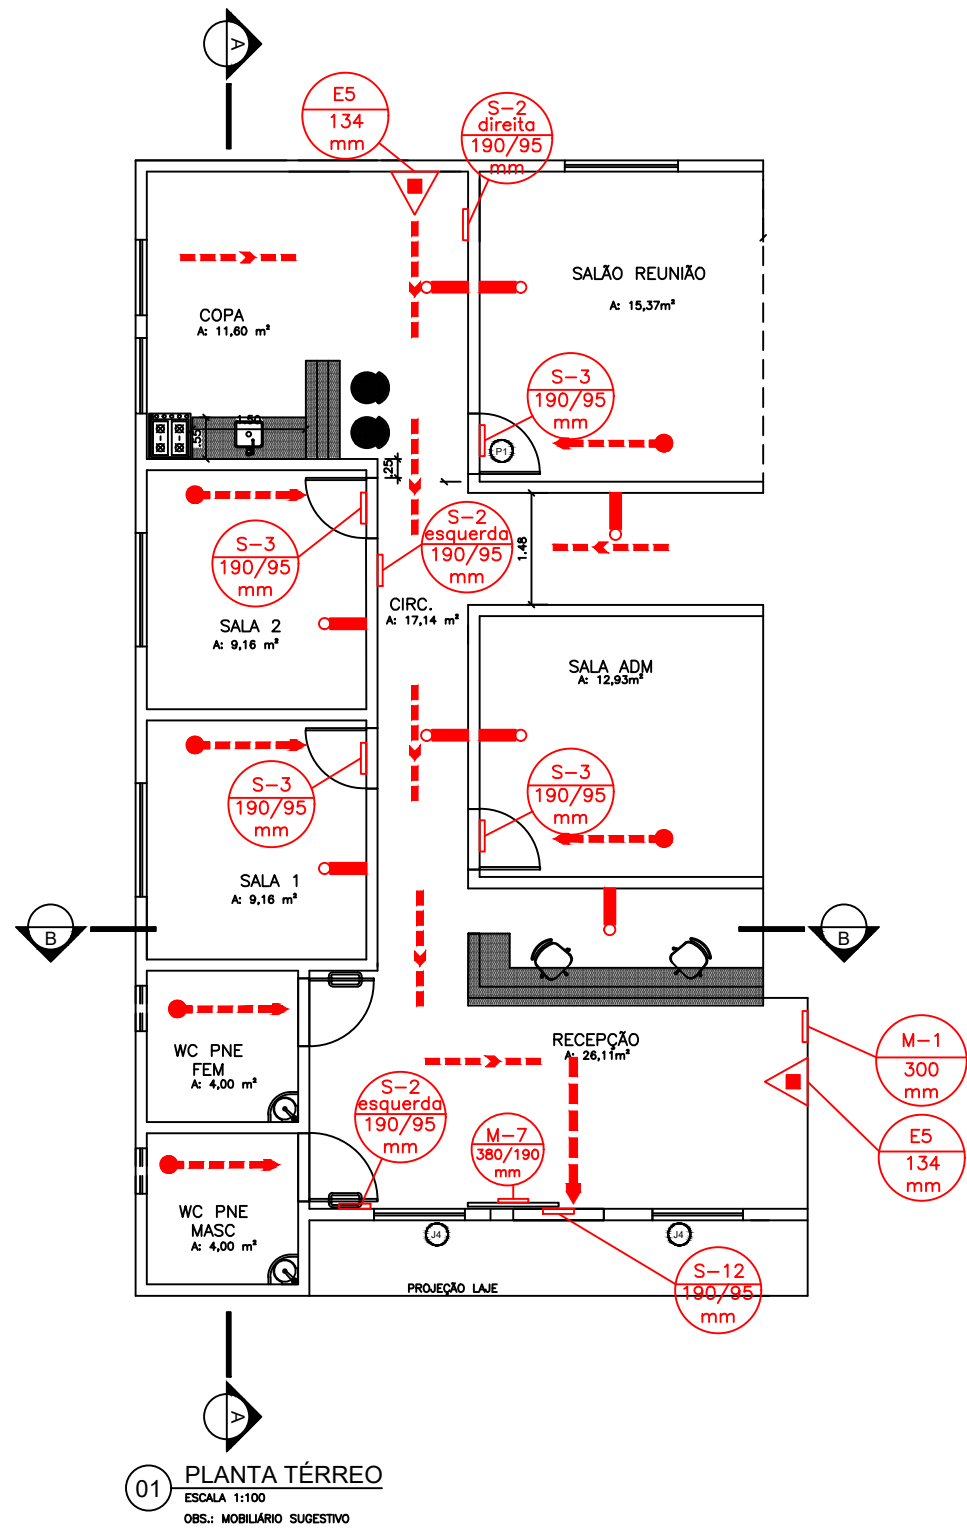 A
E5
134
mm
S-2
direita
190/95
mm
SALÃO REUNIÃO
A: 15,37m²
COPA
A: 11,60 m²
S-3
190/95
mm
P1
1.50
.55
.25
S-2
esquerda
190/95
mm
S-3
190/95
mm
1.48
CIRC.
A: 17,14 m²
SALA 2
A: 9,16 m²
SALA ADM
A: 12,93m²
S-3
190/95
mm
S-3
190/95
mm
SALA 1
A: 9,16 m²
B
B
RECEPÇÃO
A: 26,11m²
M-1
300
mm
WC PNE
FEM
A: 4,00 m²
S-2
esquerda
190/95
mm
M-7
380/190
mm
E5
134
mm
WC PNE
MASC
A: 4,00 m²
J4
J4
S-12
190/95
mm
PROJEÇÃO LAJE
A
01
PLANTA TÉRREO
ESCALA 1:100
OBS.: MOBILIÁRIO SUGESTIVO